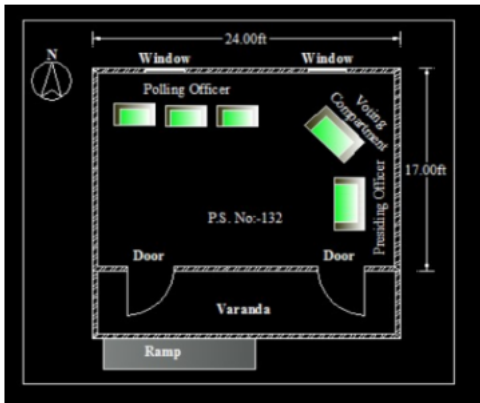 24.00ft
N
Window
Window
Polling Officer
Voting
Compartment
17.00ft
Presiding Officer
P.S. No:-132
Door
Door
Varanda
Ramp